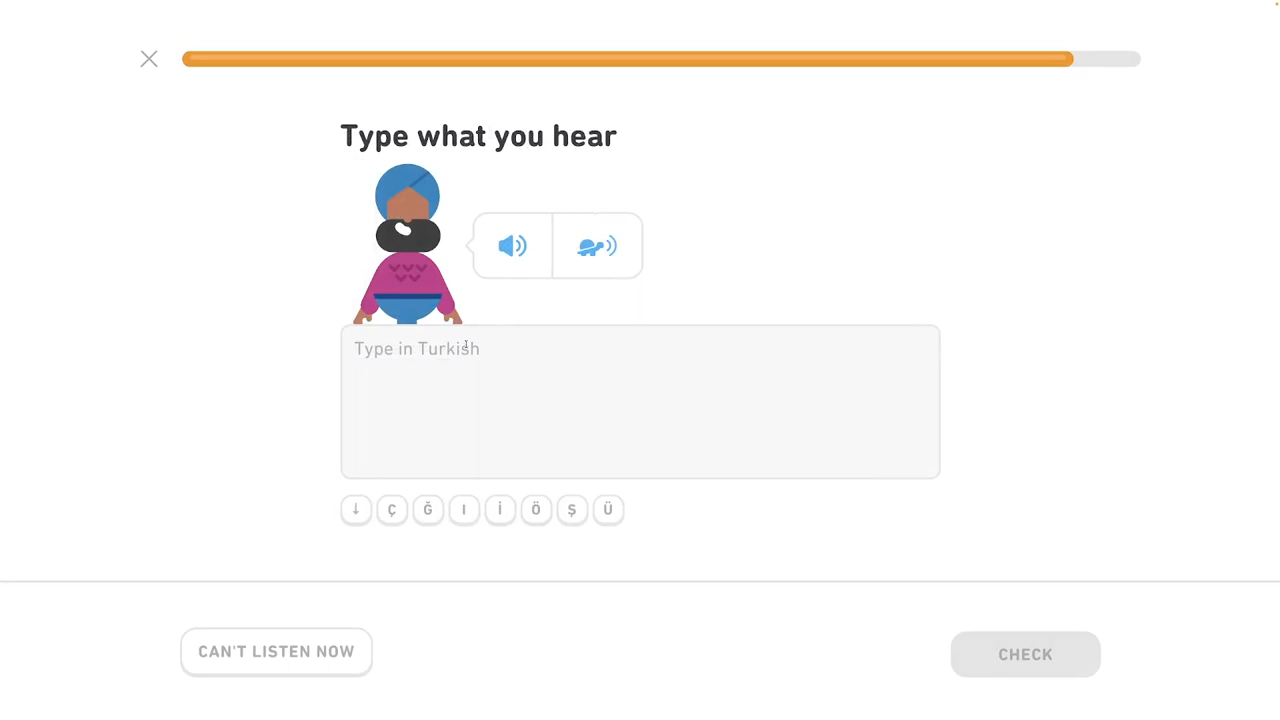 Type what you hear
Type in Turkish
↓ Ç Ğ I İ Ö Ş Ü
CAN'T LISTEN NOW
CHECK